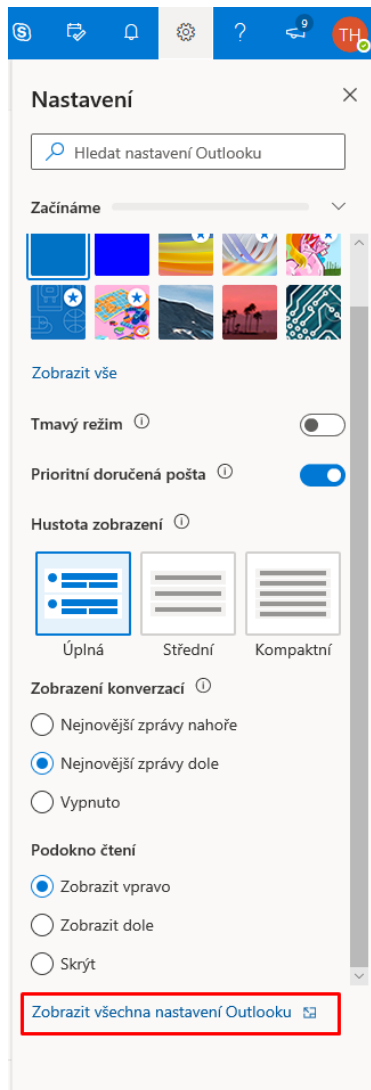 9
TH
Nastavení
Hledat nastavení Outlooku
Začínáme
Zobrazit vše
Tmavý režim
Prioritní doručená pošta
Hustota zobrazení
Úplná Střední Kompaktní
Zobrazení konverzací
Nejnovější zprávy nahoře
Nejnovější zprávy dole
Vypnuto
Podokno čtení
Zobrazit vpravo
Zobrazit dole
Skrýt
Zobrazit všechna nastavení Outlooku